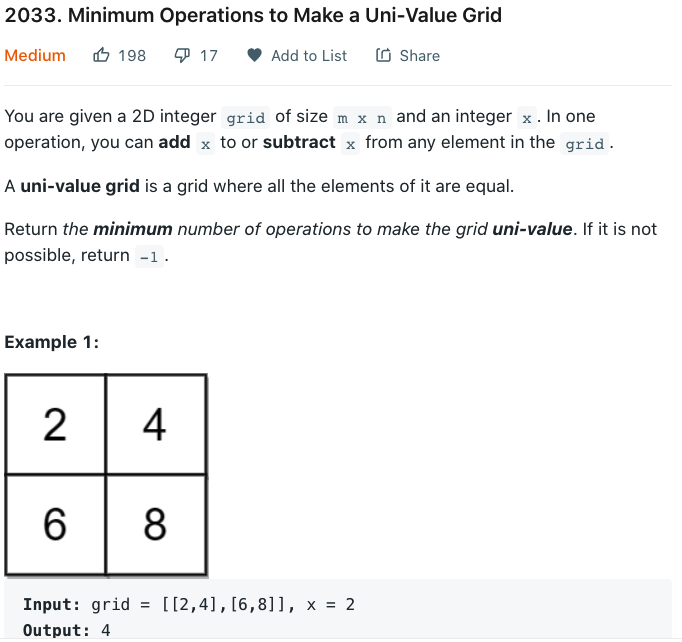 2033. Minimum Operations to Make a Uni-Value Grid
Medium 198 17 Add to List Share
You are given a 2D integer grid of size m x n and an integer x. In one
operation, you can add x to or subtract x from any element in the grid.
A uni-value grid is a grid where all the elements of it are equal.
Return the minimum number of operations to make the grid uni-value. If it is not
possible, return -1.
Example 1:
2 4
6 8
Input: grid = [[2,4],[6,8]], x = 2
Output: 4